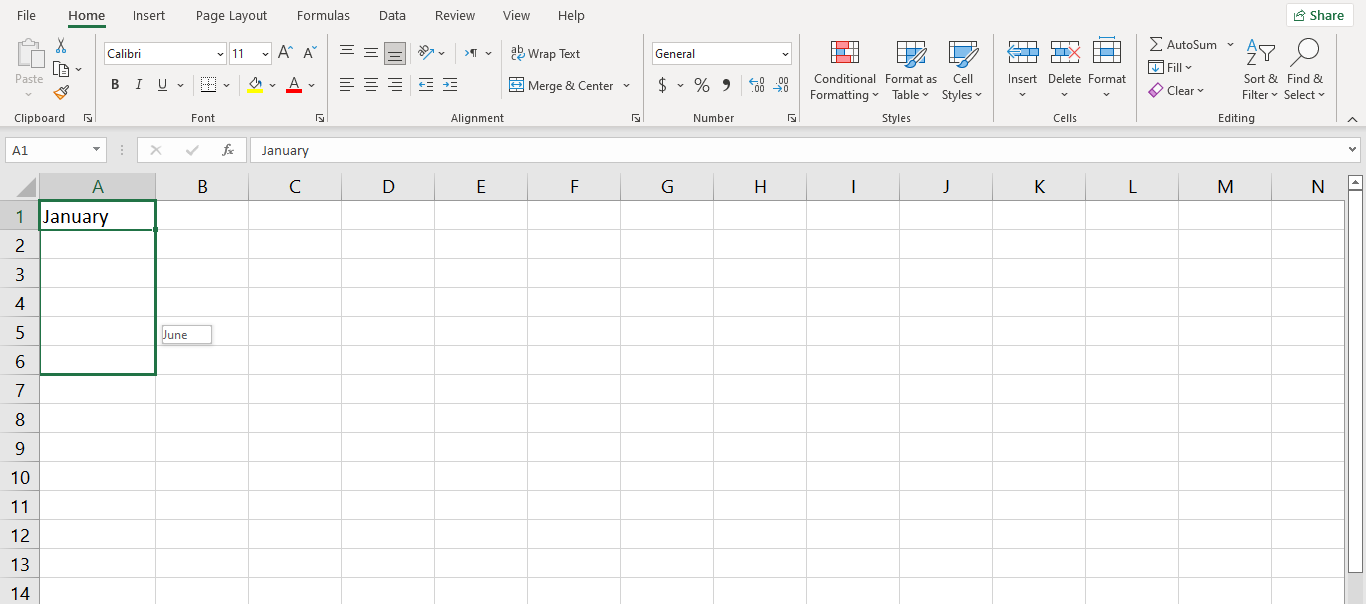 File Home Insert Page Layout Formulas Data Review View Help Share
Calibri 11 A^ A˅ ab Wrap Text General AutoSum A Z
Paste B I U A Merge & Center $ % 9 .00 .00 Conditional Formatting Format as Table Cell Styles Insert Delete Format Fill Sort & Filter Find & Select
Clear
Clipboard Font Alignment Number Styles Cells Editing
A1 fx January
A B C D E F G H I J K L M N
1 January
2
3
4
5 June
6
7
8
9
10
11
12
13
14